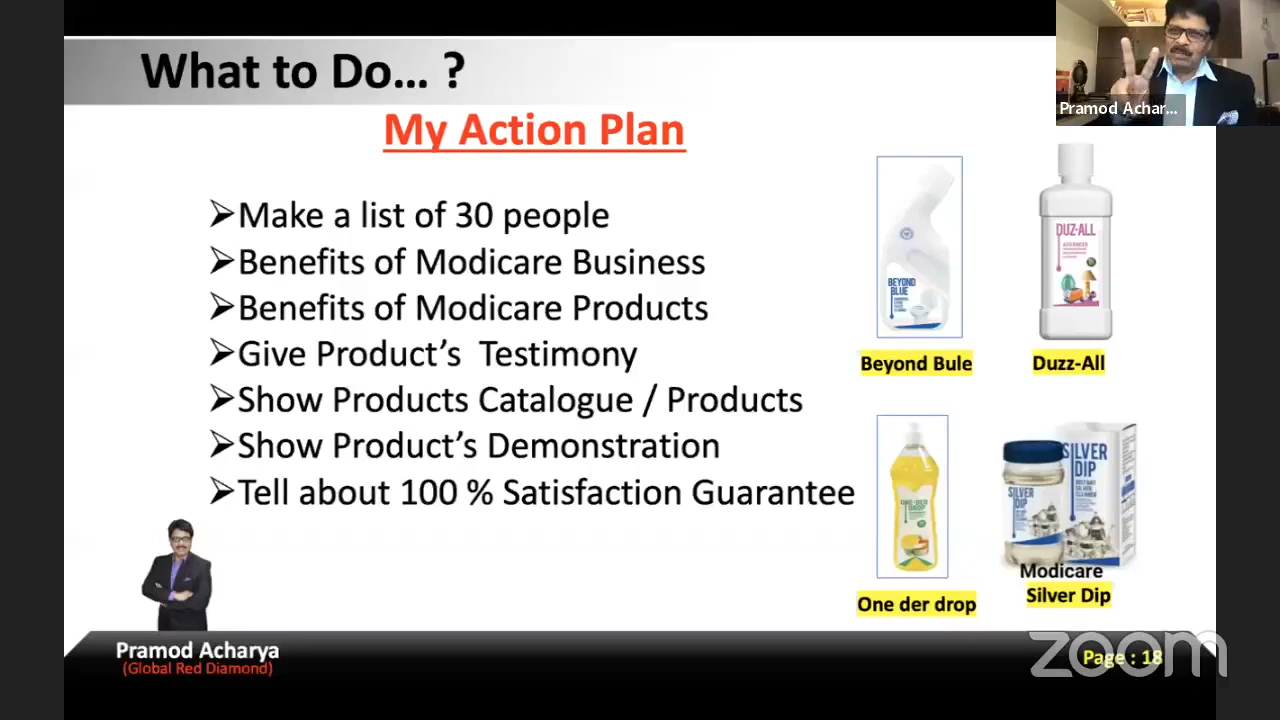 What to Do... ?
Pramod Achar...
My Action Plan
➢Make a list of 30 people
➢Benefits of Modicare Business
➢Benefits of Modicare Products
➢Give Product’s Testimony
➢Show Products Catalogue / Products
➢Show Product’s Demonstration
➢Tell about 100 % Satisfaction Guarantee
BEYOND
BLUE
Beyond Bule
DUZ-ALL
Duzz-All
One der drop
SILVER
DIP
SILVER
DIP
Modicare
Silver Dip
Pramod Acharya
(Global Red Diamond)
Page : 18
zoom